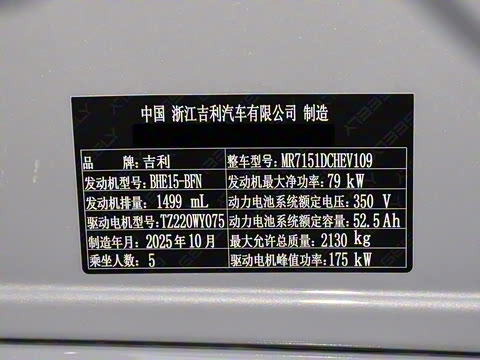 中国 浙江吉利汽车有限公司 制造
品 牌:吉利 整车型号:MR7151DCHEV109
发动机型号:BHE15-BFN 发动机最大净功率:79 kW
发动机排量: 1499 mL 动力电池系统额定电压:350 V
驱动电机型号:TZ220WY075 动力电池系统额定容量:52.5Ah
制造年月:2025年10月 最大允许总质量:2130 kg
乘坐人数: 5 驱动电机峰值功率:175 kW